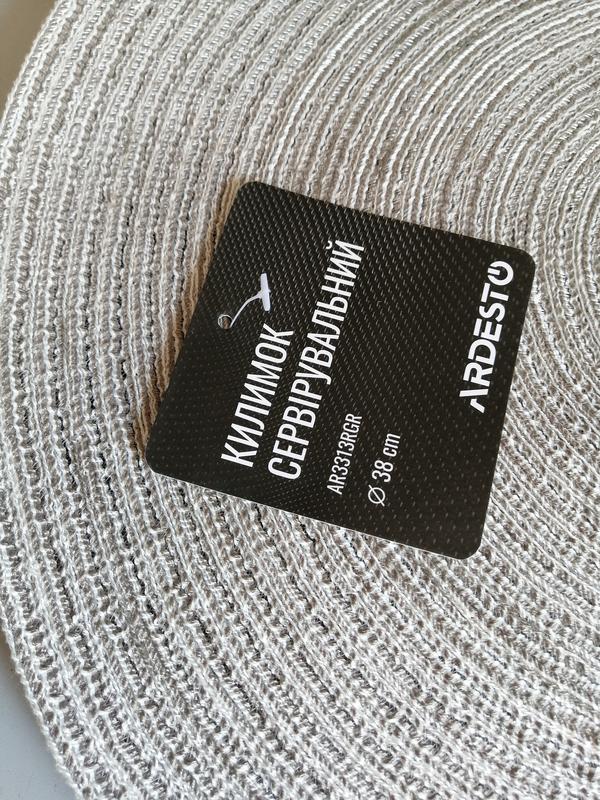 КИЛИМОК
СЕРВІРУВАЛЬНИЙ
AR3313RGR
Ø 38 cm
ARDESTO